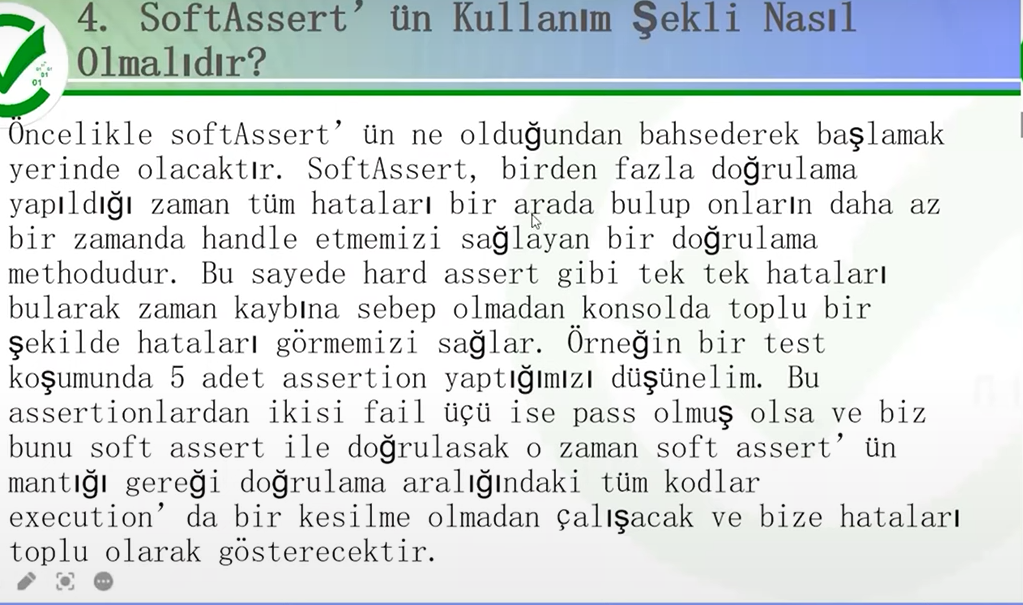 4. SoftAssert’ ün Kullanım Şekli Nasıl
Olmalıdır?
Öncelikle softAssert’ ün ne olduğundan bahsederek başlamak
yerinde olacaktır. SoftAssert, birden fazla doğrulama
yapıldığı zaman tüm hataları bir arada bulup onların daha az
bir zamanda handle etmemizi sağlayan bir doğrulama
methodudur. Bu sayede hard assert gibi tek tek hataları
bularak zaman kaybına sebep olmadan konsolda toplu bir
şekilde hataları görmemizi sağlar. Örneğin bir test
koşumunda 5 adet assertion yaptığımızı düşünelim. Bu
assertionlardan ikisi fail üçü ise pass olmuş olsa ve biz
bunu soft assert ile doğrulasak o zaman soft assert’ ün
mantığı gereği doğrulama aralığındaki tüm kodlar
execution’ da bir kesilme olmadan çalışacak ve bize hataları
toplu olarak gösterecektir.